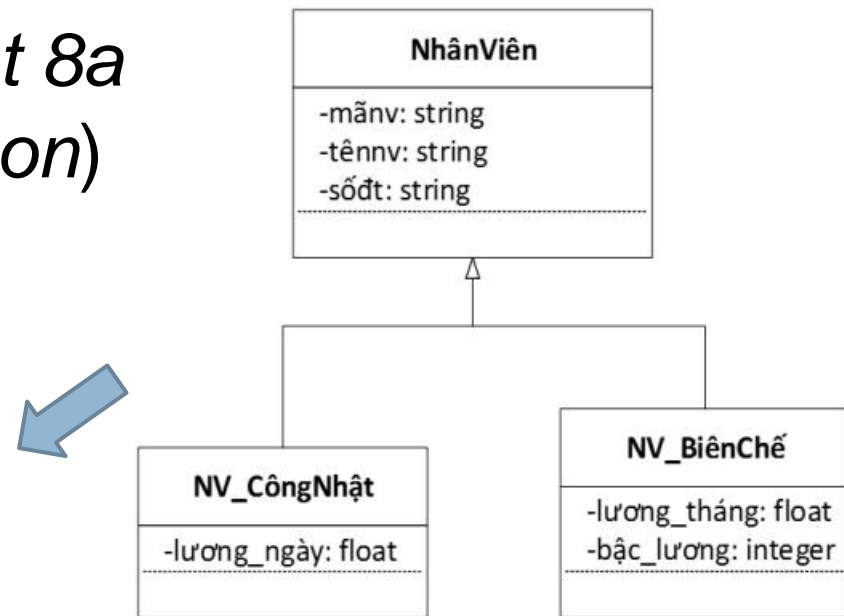 t 8a
on)
NhânViên
-mãnv: string
-tênnv: string
-sốđt: string
NV_CôngNhật
-lương_ngày: float
NV_BiênChế
-lương_tháng: float
-bậc_lương: integer